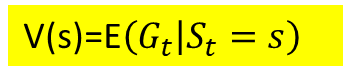 V(s)=E(G_t|S_t = s)